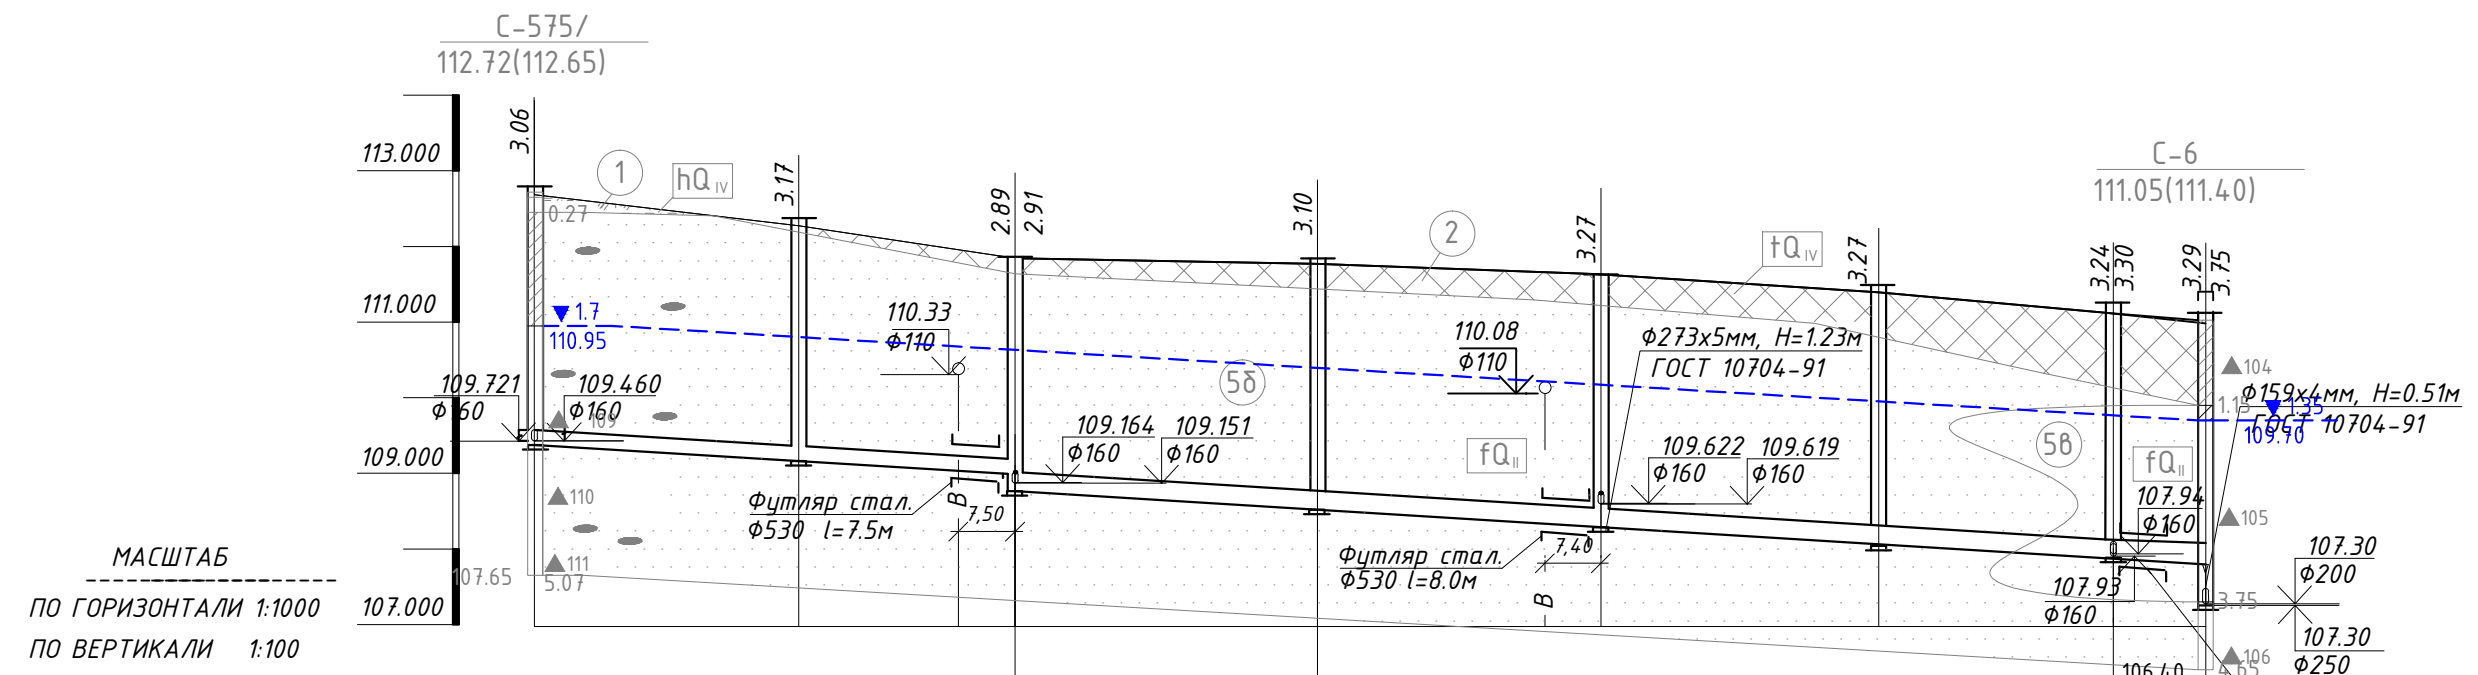 С-575/
112.72(112.65)
3.06
113.000
1
hQIV
3.17
0.27
2.89
2.91
3.10
2
3.27
tQIV
3.27
С-6
111.05(111.40)
3.24
3.30
3.29
3.75
111.000
1.7
110.95
110.33
Ф110
110.08
Ф110
Ф273х5мм, Н=1.23м
ГОСТ 10704-91
5б
104
Ф159х4мм, Н=0.51м
ГОСТ 10704-91
1.15
1.35
109.70
109.721
Ф160
109.460
Ф160
109
109.164
Ф160
109.151
Ф160
fQII
109.622
Ф160
109.619
Ф160
5в
fQII
109.000
110
Футляр стал.
Ф530 l=7.5м
В
7,50
107.94
Ф160
105
МАСШТАБ
111
107.65
5.07
Футляр стал.
Ф530 l=8.0м
7,40
В
107.93
Ф160
107.30
Ф200
3.75
ПО ГОРИЗОНТАЛИ 1:1000
107.000
ПО ВЕРТИКАЛИ 1:100
107.30
Ф250
106
4.65
106.40